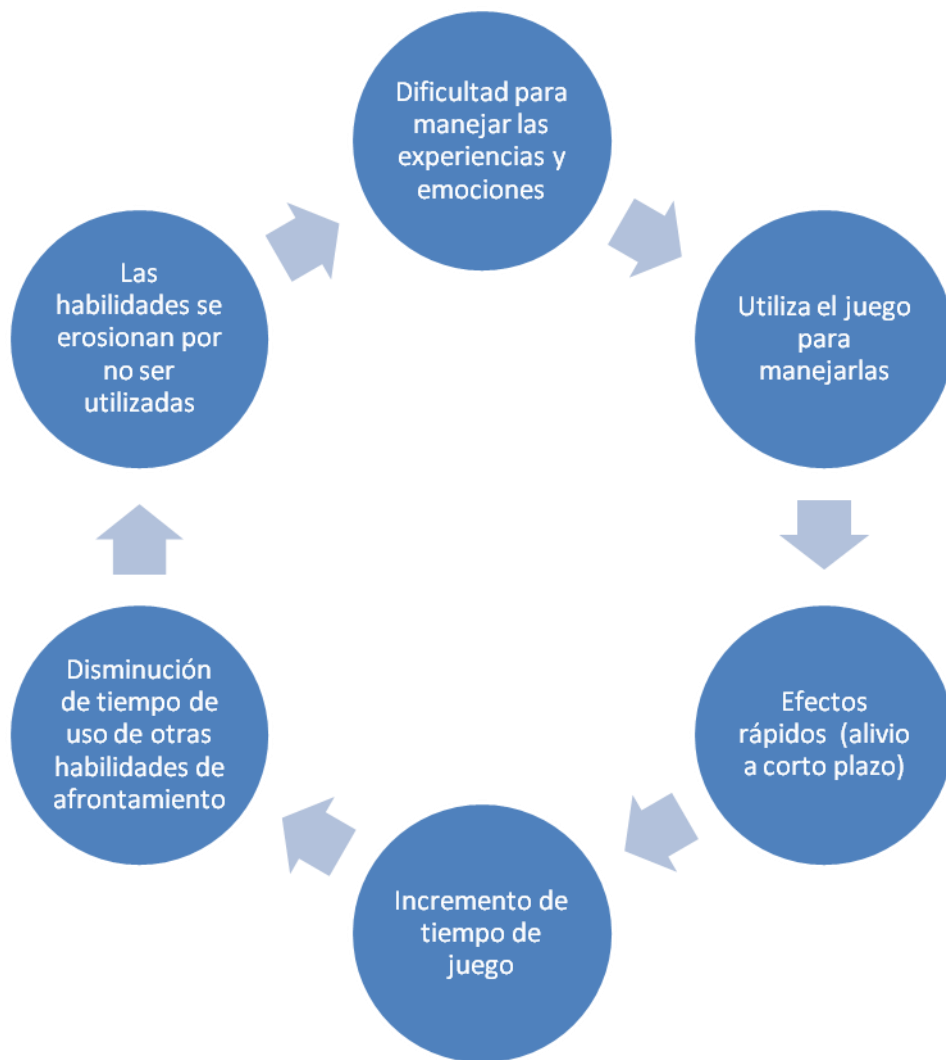 Dificultad para
manejar las
experiencias y
emociones
Utiliza el juego
para
manejarlas
Efectos
rápidos (alivio
a corto plazo)
Incremento de
tiempo de
juego
Disminución
de tiempo de
uso de otras
habilidades de
afrontamiento
Las
habilidades se
erosionan por
no ser
utilizadas